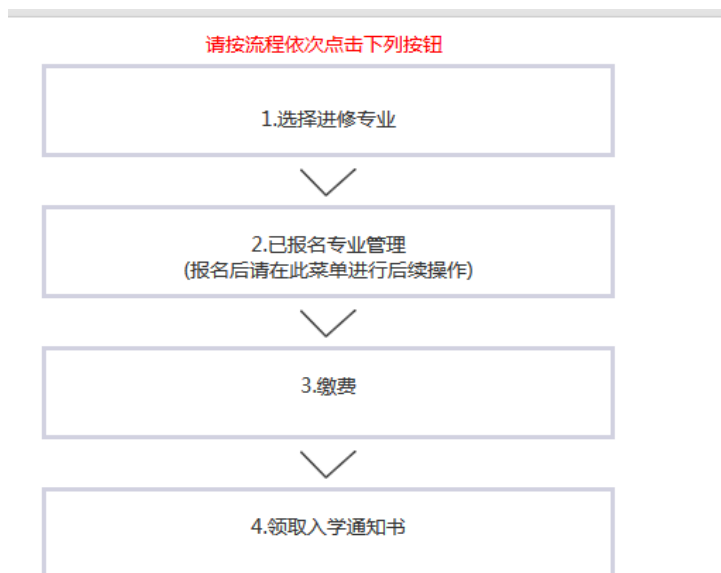 请按流程依次点击下列按钮
1.选择进修专业
2.已报名专业管理
(报名后请在此菜单进行后续操作)
3.缴费
4.领取入学通知书